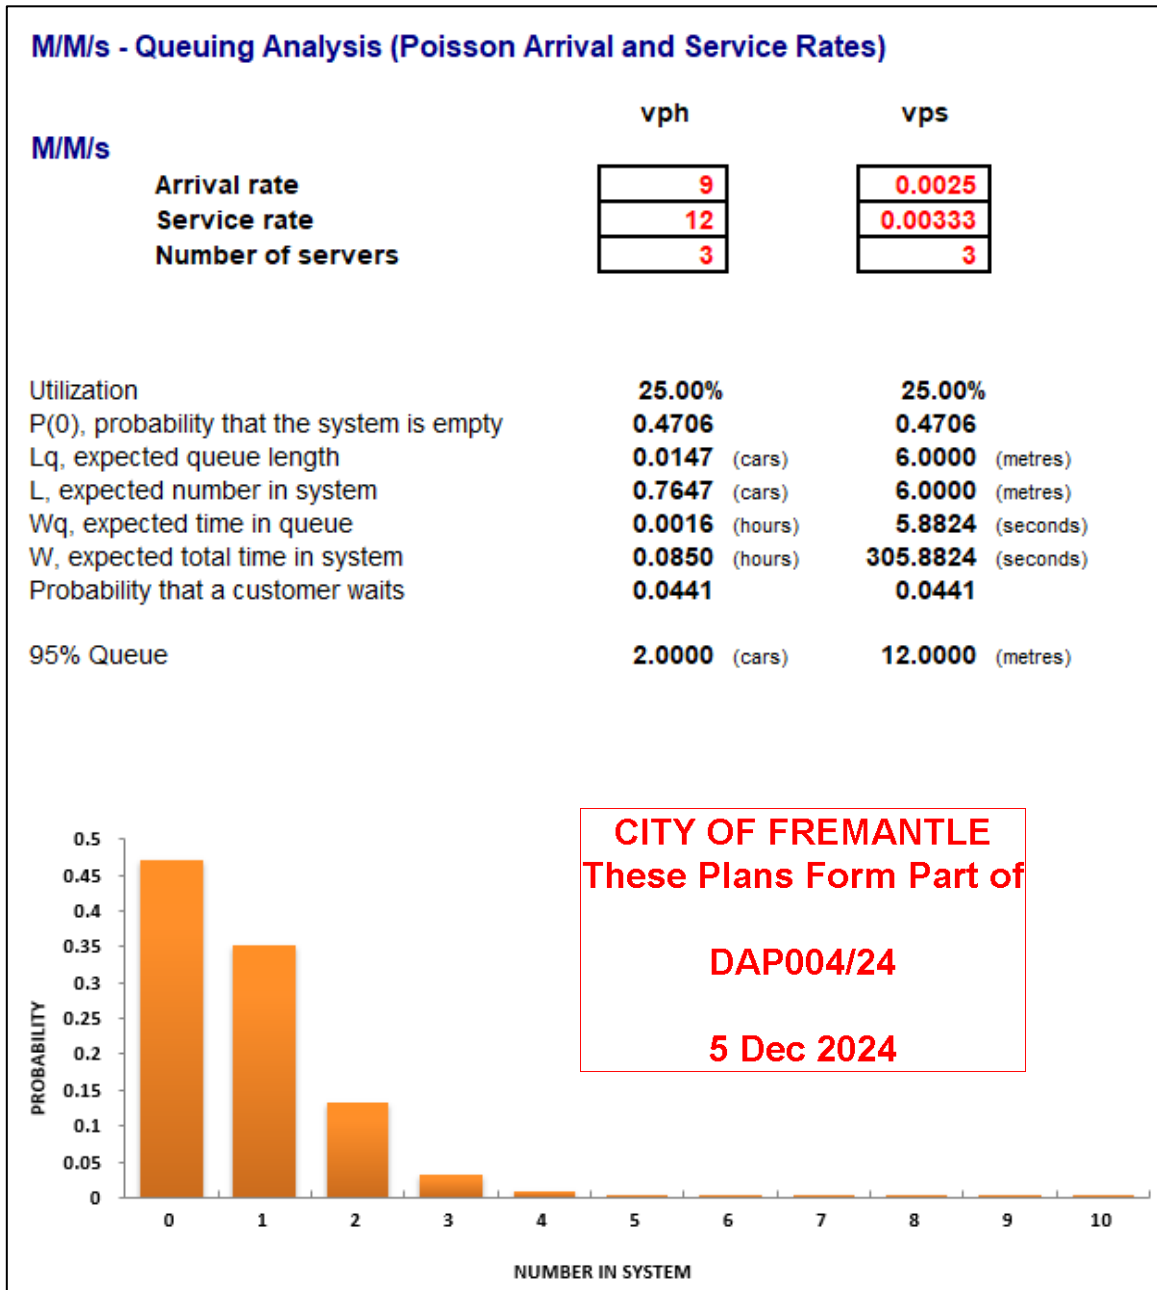 M/M/s - Queuing Analysis (Poisson Arrival and Service Rates)
vph vps
M/M/s
Arrival rate 9 0.0025
Service rate 12 0.00333
Number of servers 3 3
Utilization 25.00% 25.00%
P(0), probability that the system is empty 0.4706 0.4706
Lq, expected queue length 0.0147 (cars) 6.0000 (metres)
L, expected number in system 0.7647 (cars) 6.0000 (metres)
Wq, expected time in queue 0.0016 (hours) 5.8824 (seconds)
W, expected total time in system 0.0850 (hours) 305.8824 (seconds)
Probability that a customer waits 0.0441 0.0441
95% Queue 2.0000 (cars) 12.0000 (metres)
CITY OF FREMANTLE
These Plans Form Part of
DAP004/24
5 Dec 2024
PROBABILITY
0.5
0.45
0.4
0.35
0.3
0.25
0.2
0.15
0.1
0.05
0
0 1 2 3 4 5 6 7 8 9 10
NUMBER IN SYSTEM